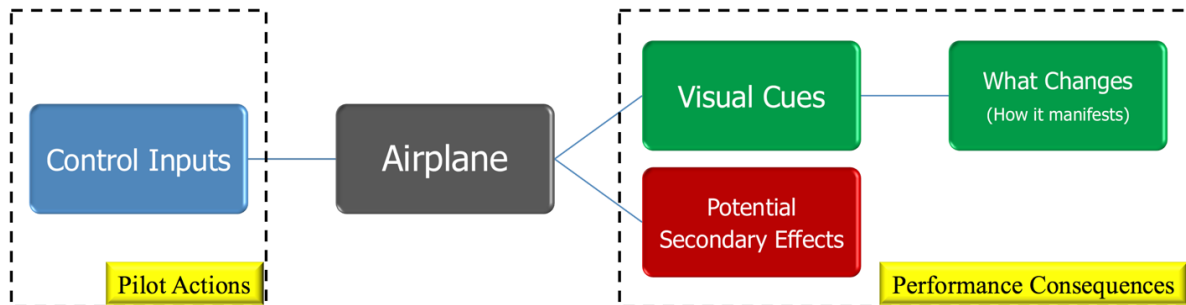 Control Inputs
Airplane
Visual Cues
What Changes
(How it manifests)
Potential
Secondary Effects
Pilot Actions
Performance Consequences